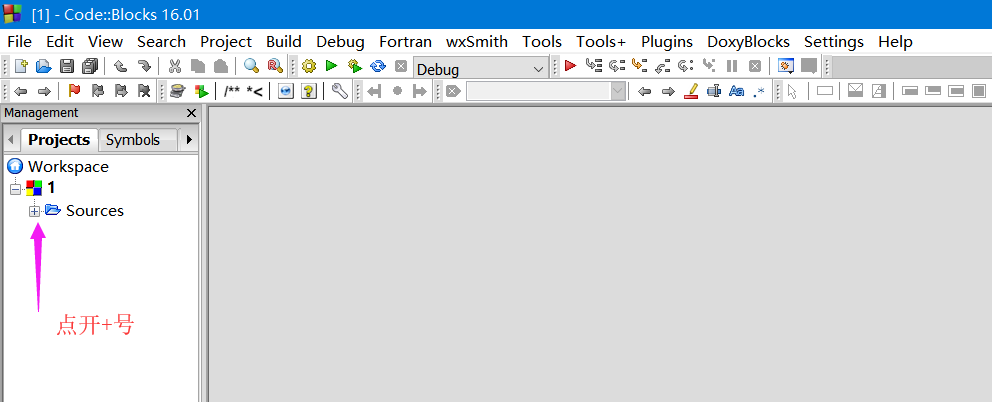 [1] - Code::Blocks 16.01
File Edit View Search Project Build Debug Fortran wxSmith Tools Tools+ Plugins DoxyBlocks Settings Help
Debug
/** *<
Management
Projects Symbols
Workspace
1
Sources
点开+号